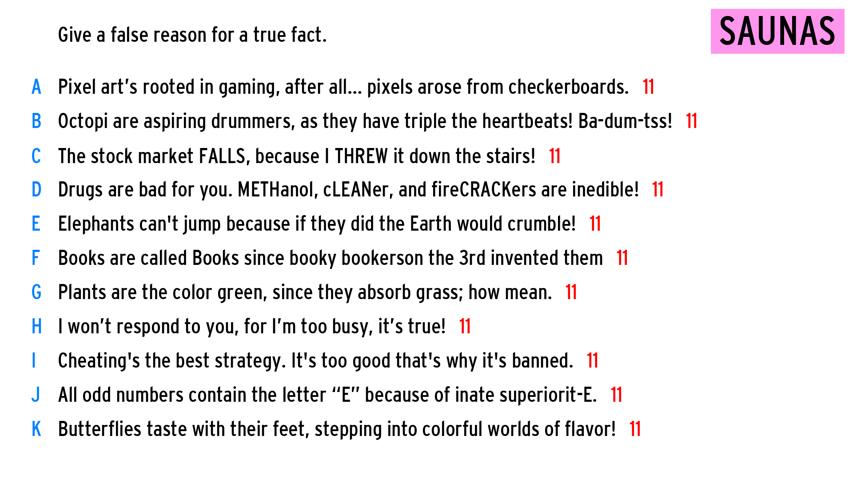 Give a false reason for a true fact.
SAUNAS
A Pixel art's rooted in gaming, after all... pixels arose from checkerboards. 11
B Octopi are aspiring drummers, as they have triple the heartbeats! Ba-dum-tss! 11
C The stock market FALLS, because I THREW it down the stairs! 11
D Drugs are bad for you. METHanol, cLEANer, and fireCRACKers are inedible! 11
E Elephants can't jump because if they did the Earth would crumble! 11
F Books are called Books since booky bookerson the 3rd invented them 11
G Plants are the color green, since they absorb grass; how mean. 11
H I won't respond to you, for I'm too busy, it's true! 11
I Cheating's the best strategy. It's too good that's why it's banned. 11
J All odd numbers contain the letter “E” because of inate superiorit-E. 11
K Butterflies taste with their feet, stepping into colorful worlds of flavor! 11